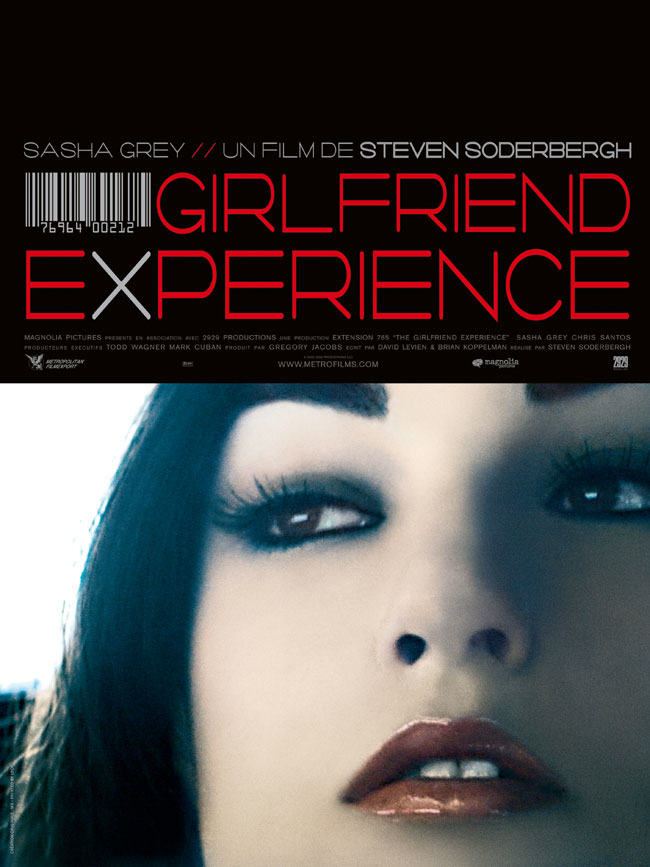 SASHA GREY // UN FILM DE STEVEN SODERBERGH
76964 00212
GIRLFRIEND
EXPERIENCE
MAGNOLIA PICTURES PRESENTE EN ASSOCIATION AVEC 2929 PRODUCTIONS UNE PRODUCTION EXTENSION 765 "THE GIRLFRIEND EXPERIENCE" SASHA GREY CHRIS SANTOS
PRODUCTEURS EXECUTIFS TODD WAGNER MARK CUBAN PRODUIT PAR GREGORY JACOBS ECRIT PAR DAVID LEVIEN & BRIAN KOPPELMAN REALISE PAR STEVEN SODERBERGH
METROPOLITAN
FILMEXPORT
WWW.METROFILMS.COM
magnolia
pictures
2929